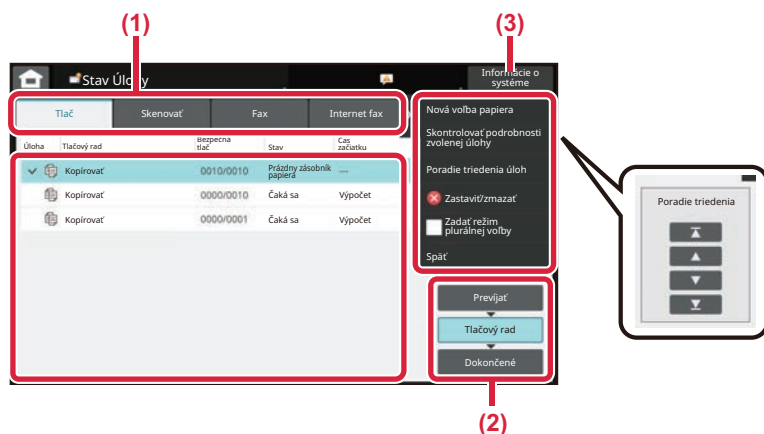 (1)
(3)
Stav Úlohy
Informácie o
systéme
Tlač
Skenovať
Fax
Internet fax
Úloha
Tlačový rad
Bezpečná
tlač
Stav
Čas
začiatku
Kopírovať
0010/0010
Prázdny zásobník
papiera
—
Kopírovať
0000/0010
Čaká sa
Výpočet
Kopírovať
0000/0001
Čaká sa
Výpočet
Nová voľba papiera
Skontrolovať podrobnosti
zvolenej úlohy
Poradie triedenia úloh
Zastaviť/zmazať
Zadať režim
plurálnej voľby
Späť
Prevíjať
Tlačový rad
Dokončené
Poradie triedenia
(2)